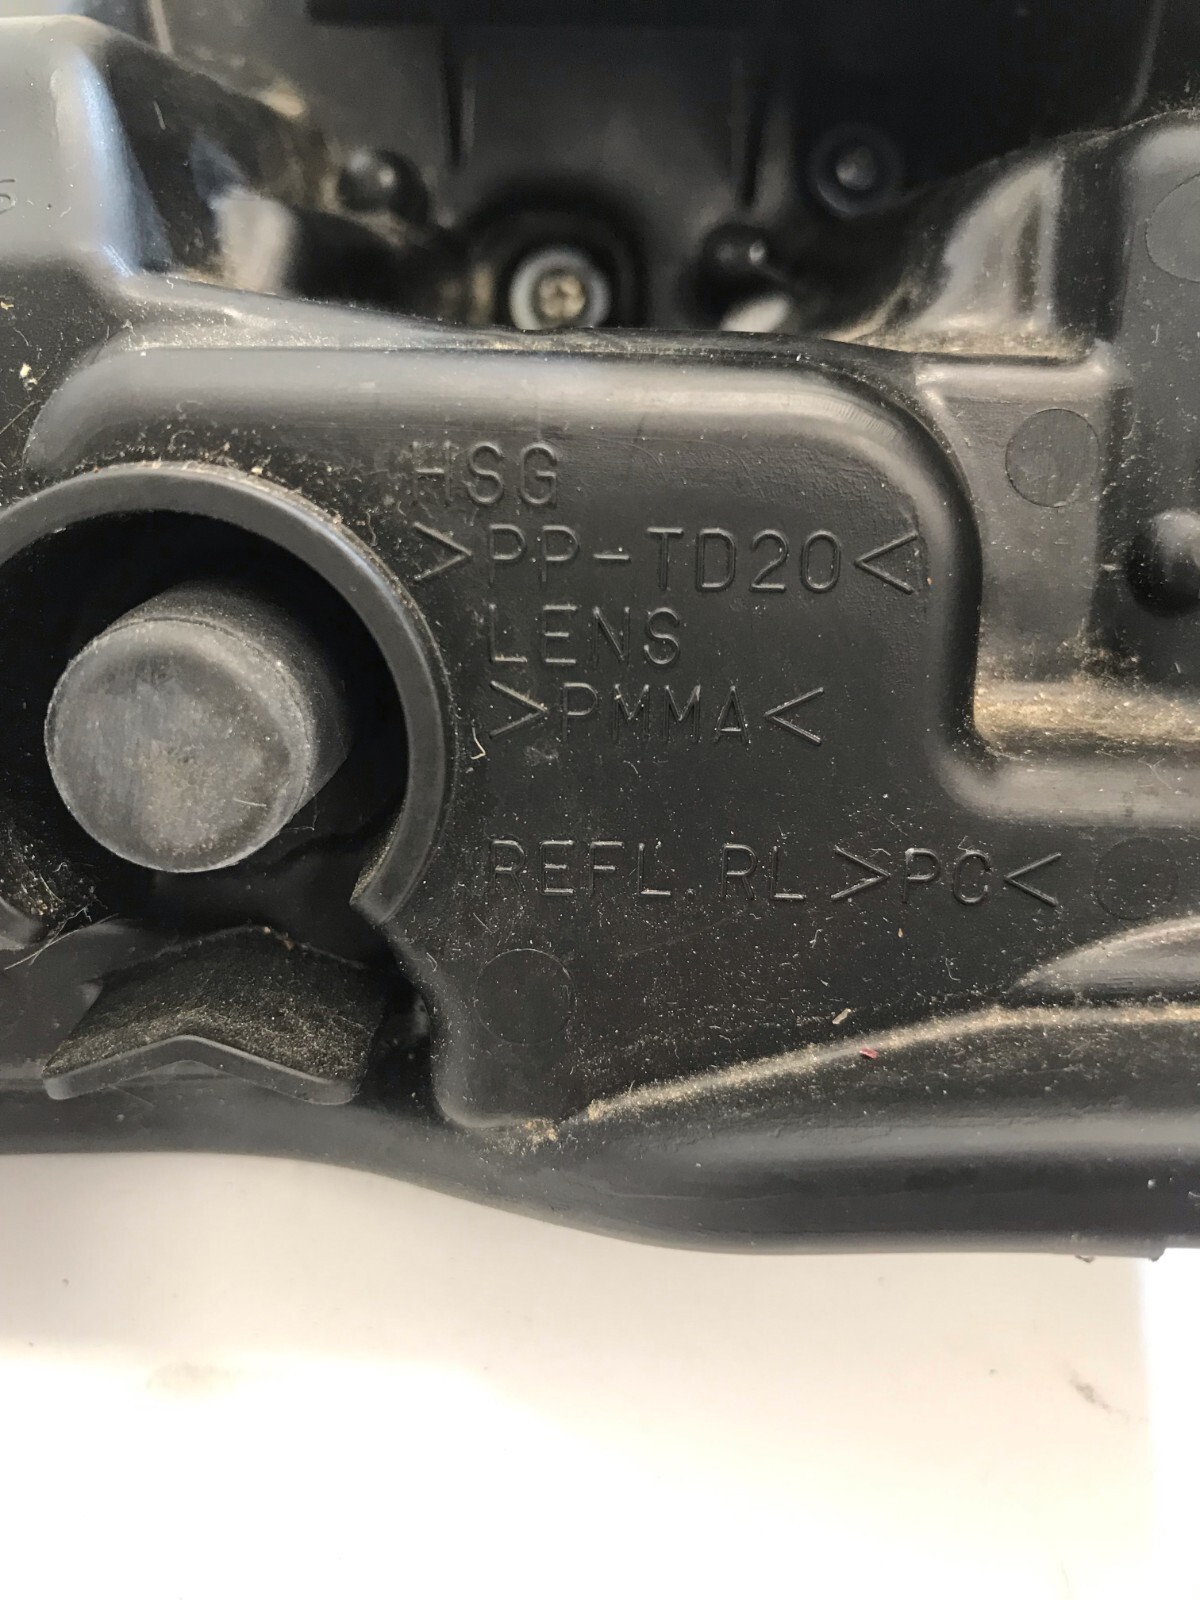 HSG
>PP-TD20<
LENS
>PMMA<
REFL.RL >PC<